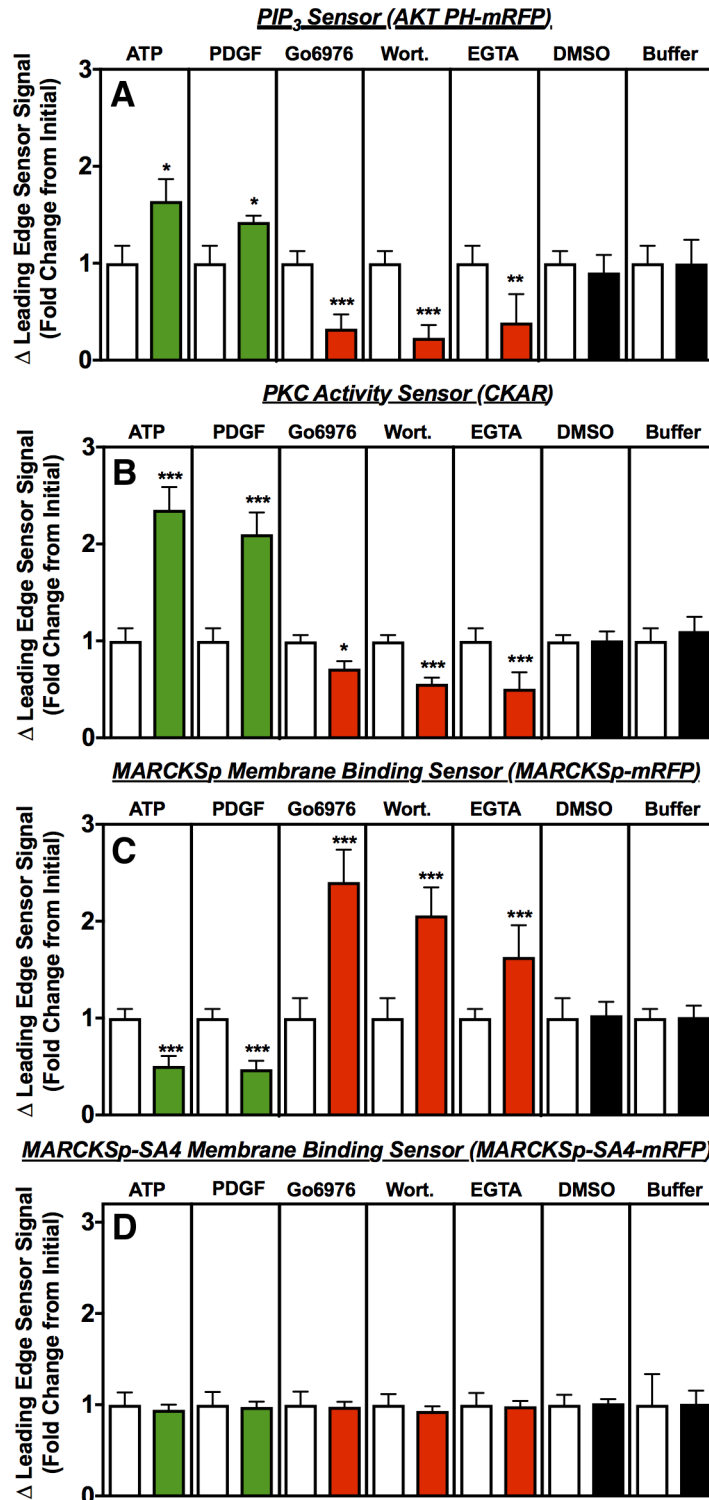 PIP3 Sensor (AKT PH-mRFP)
ATP PDGF Go6976 Wort. EGTA DMSO Buffer
A
Δ Leading Edge Sensor Signal
(Fold Change from Initial)
3
2
1
0
* * *** *** **
PKC Activity Sensor (CKAR)
ATP PDGF Go6976 Wort. EGTA DMSO Buffer
B
Δ Leading Edge Sensor Signal
(Fold Change from Initial)
3
2
1
0
*** *** * *** ***
MARCKSp Membrane Binding Sensor (MARCKSp-mRFP)
ATP PDGF Go6976 Wort. EGTA DMSO Buffer
C
Δ Leading Edge Sensor Signal
(Fold Change from Initial)
3
2
1
0
*** *** *** *** ***
MARCKSp-SA4 Membrane Binding Sensor (MARCKSp-SA4-mRFP)
ATP PDGF Go6976 Wort. EGTA DMSO Buffer
D
Δ Leading Edge Sensor Signal
(Fold Change from Initial)
3
2
1
0